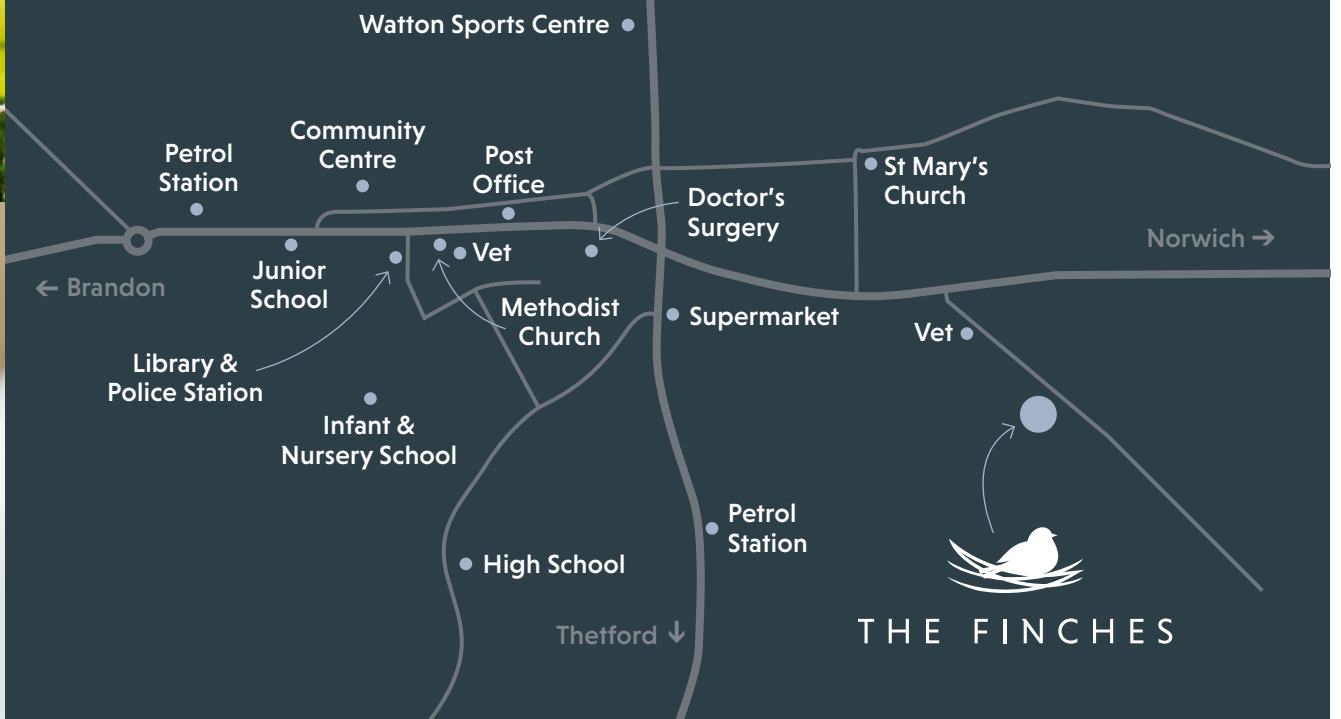 Watton Sports Centre
Community
Centre
Petrol
Station
Post
Office
St Mary's
Church
Doctor's
Surgery
Norwich →
Vet
Junior
School
← Brandon
Methodist
Church
Supermarket
Vet
Library &
Police Station
Infant &
Nursery School
Petrol
Station
High School
Thetford ↓
THE FINCHES